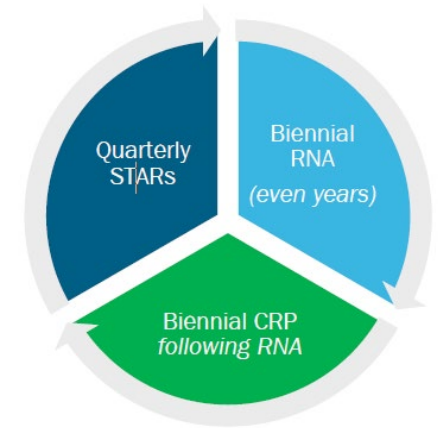 Quarterly
STARs
Biennial
RNA
(even years)
Biennial CRP
following RNA